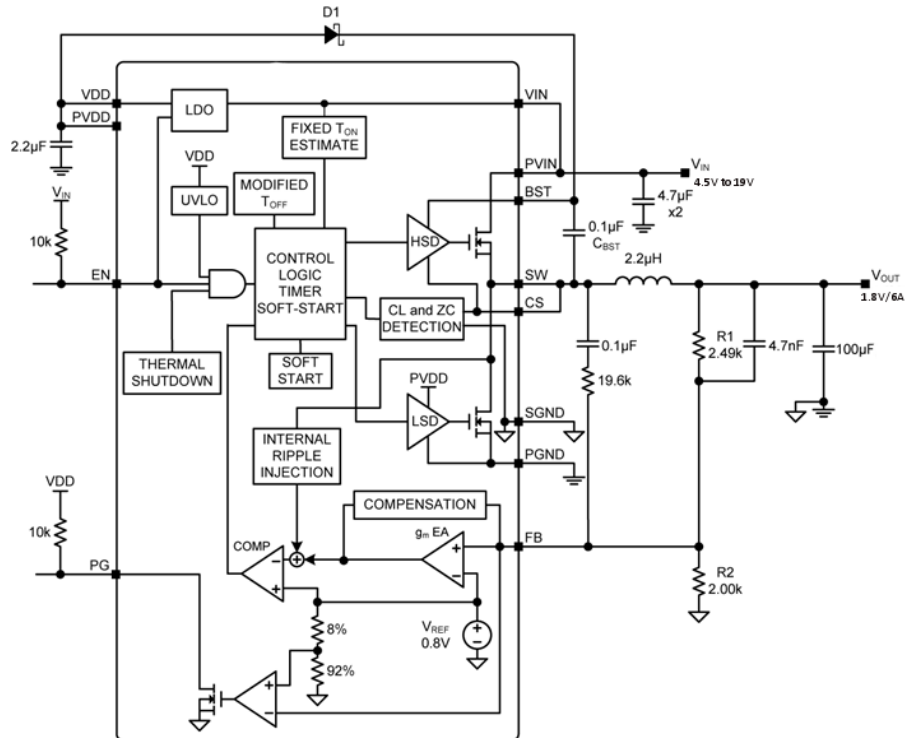 D1
VDD
PVDD
2.2µF
VIN
10k
EN
LDO
VDD
UVLO
MODIFIED
TOFF
FIXED TON
ESTIMATE
CONTROL
LOGIC
TIMER
SOFT-START
THERMAL
SHUTDOWN
SOFT
START
HSD
CL and ZC
DETECTION
PVDD
LSD
INTERNAL
RIPPLE
INJECTION
COMPENSATION
gm EA
+
−
COMP
−
+
+
8%
92%
VREF
0.8V
+
−
+
−
VDD
10k
PG
VIN
PVIN
BST
SW
CS
SGND
PGND
FB
VIN
4.5V to 19V
4.7µF
x2
0.1µF
CBST
2.2µH
VOUT
1.8V/6A
0.1µF
19.6k
R1
2.49k
4.7nF
100µF
R2
2.00k